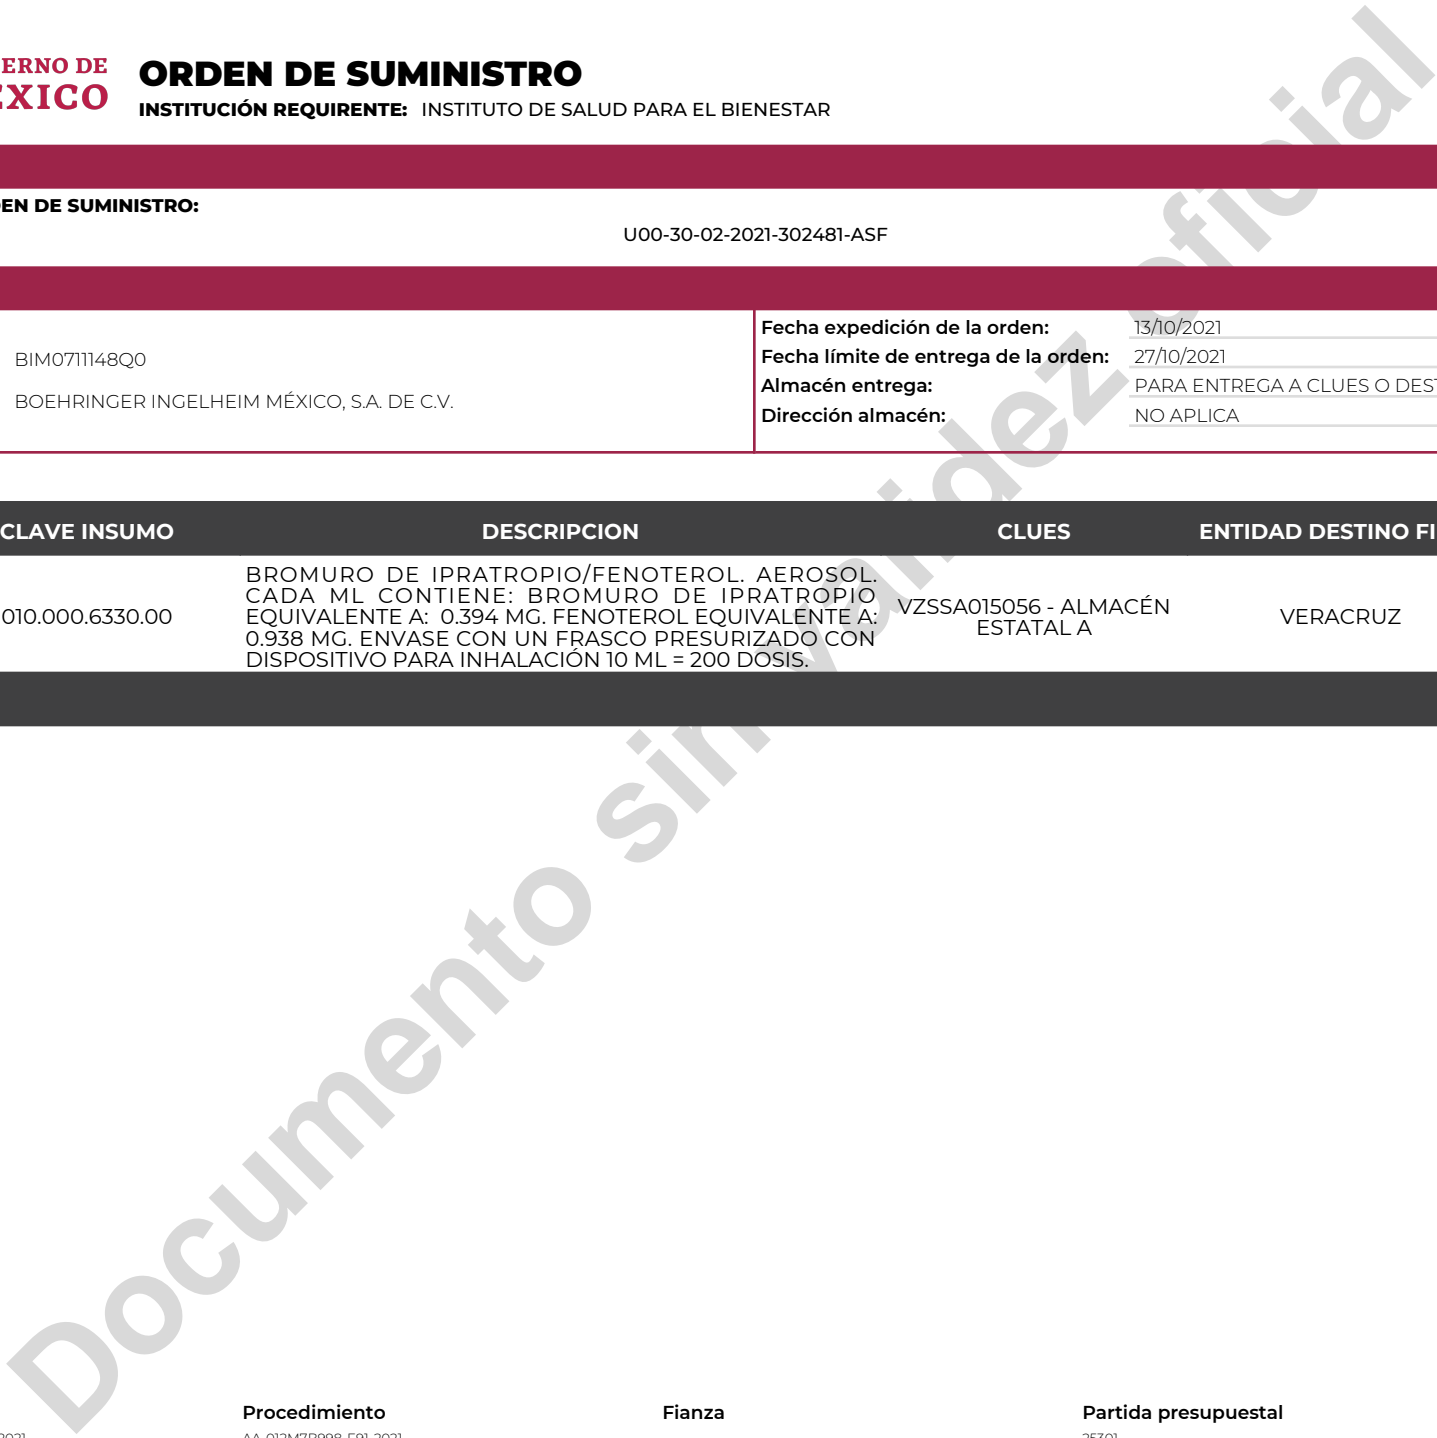 ERNO DE
ORDEN DE SUMINISTRO
EXICO
INSTITUCIÓN REQUIRENTE: INSTITUTO DE SALUD PARA EL BIENESTAR
EN DE SUMINISTRO:
U00-30-02-2021-302481-ASF
BIM0711148Q0
BOEHRINGER INGELHEIM MÉXICO, S.A. DE C.V.
Fecha expedición de la orden: 13/10/2021
Fecha límite de entrega de la orden: 27/10/2021
Almacén entrega: PARA ENTREGA A CLUES O DEST
Dirección almacén: NO APLICA
CLAVE INSUMO DESCRIPCION CLUES ENTIDAD DESTINO FI
010.000.6330.00
BROMURO DE IPRATROPIO/FENOTEROL. AEROSOL.
CADA ML CONTIENE: BROMURO DE IPRATROPIO
EQUIVALENTE A: 0.394 MG. FENOTEROL EQUIVALENTE A:
0.938 MG. ENVASE CON UN FRASCO PRESURIZADO CON
DISPOSITIVO PARA INHALACIÓN 10 ML = 200 DOSIS.
VZSSA015056 - ALMACÉN
ESTATAL A
VERACRUZ
Documento sin validez oficial
Procedimiento Fianza Partida presupuestal